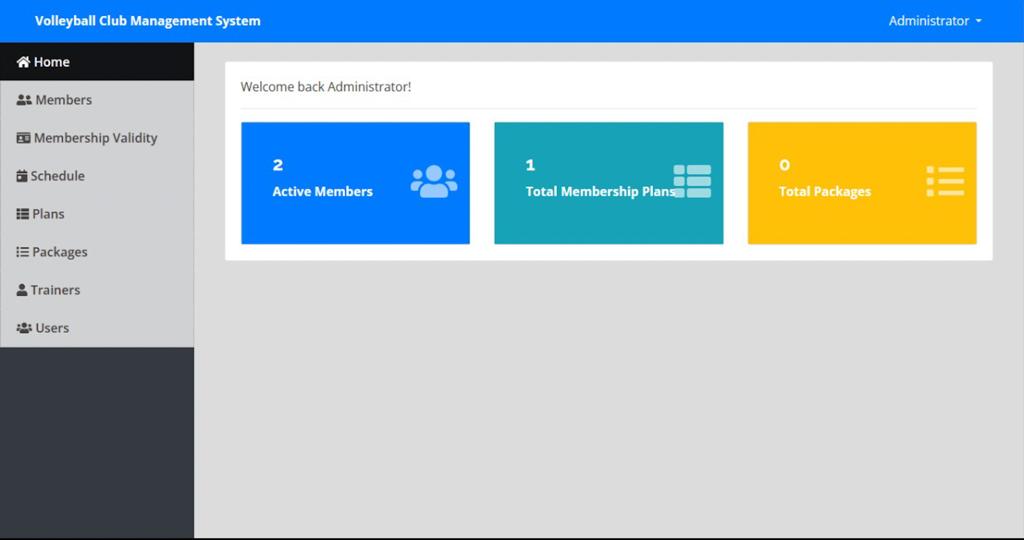 Volleyball Club Management System
Administrator
Home
Members
Membership Validity
Schedule
Plans
Packages
Trainers
Users
Welcome back Administrator!
2
Active Members
1
Total Membership Plans
0
Total Packages